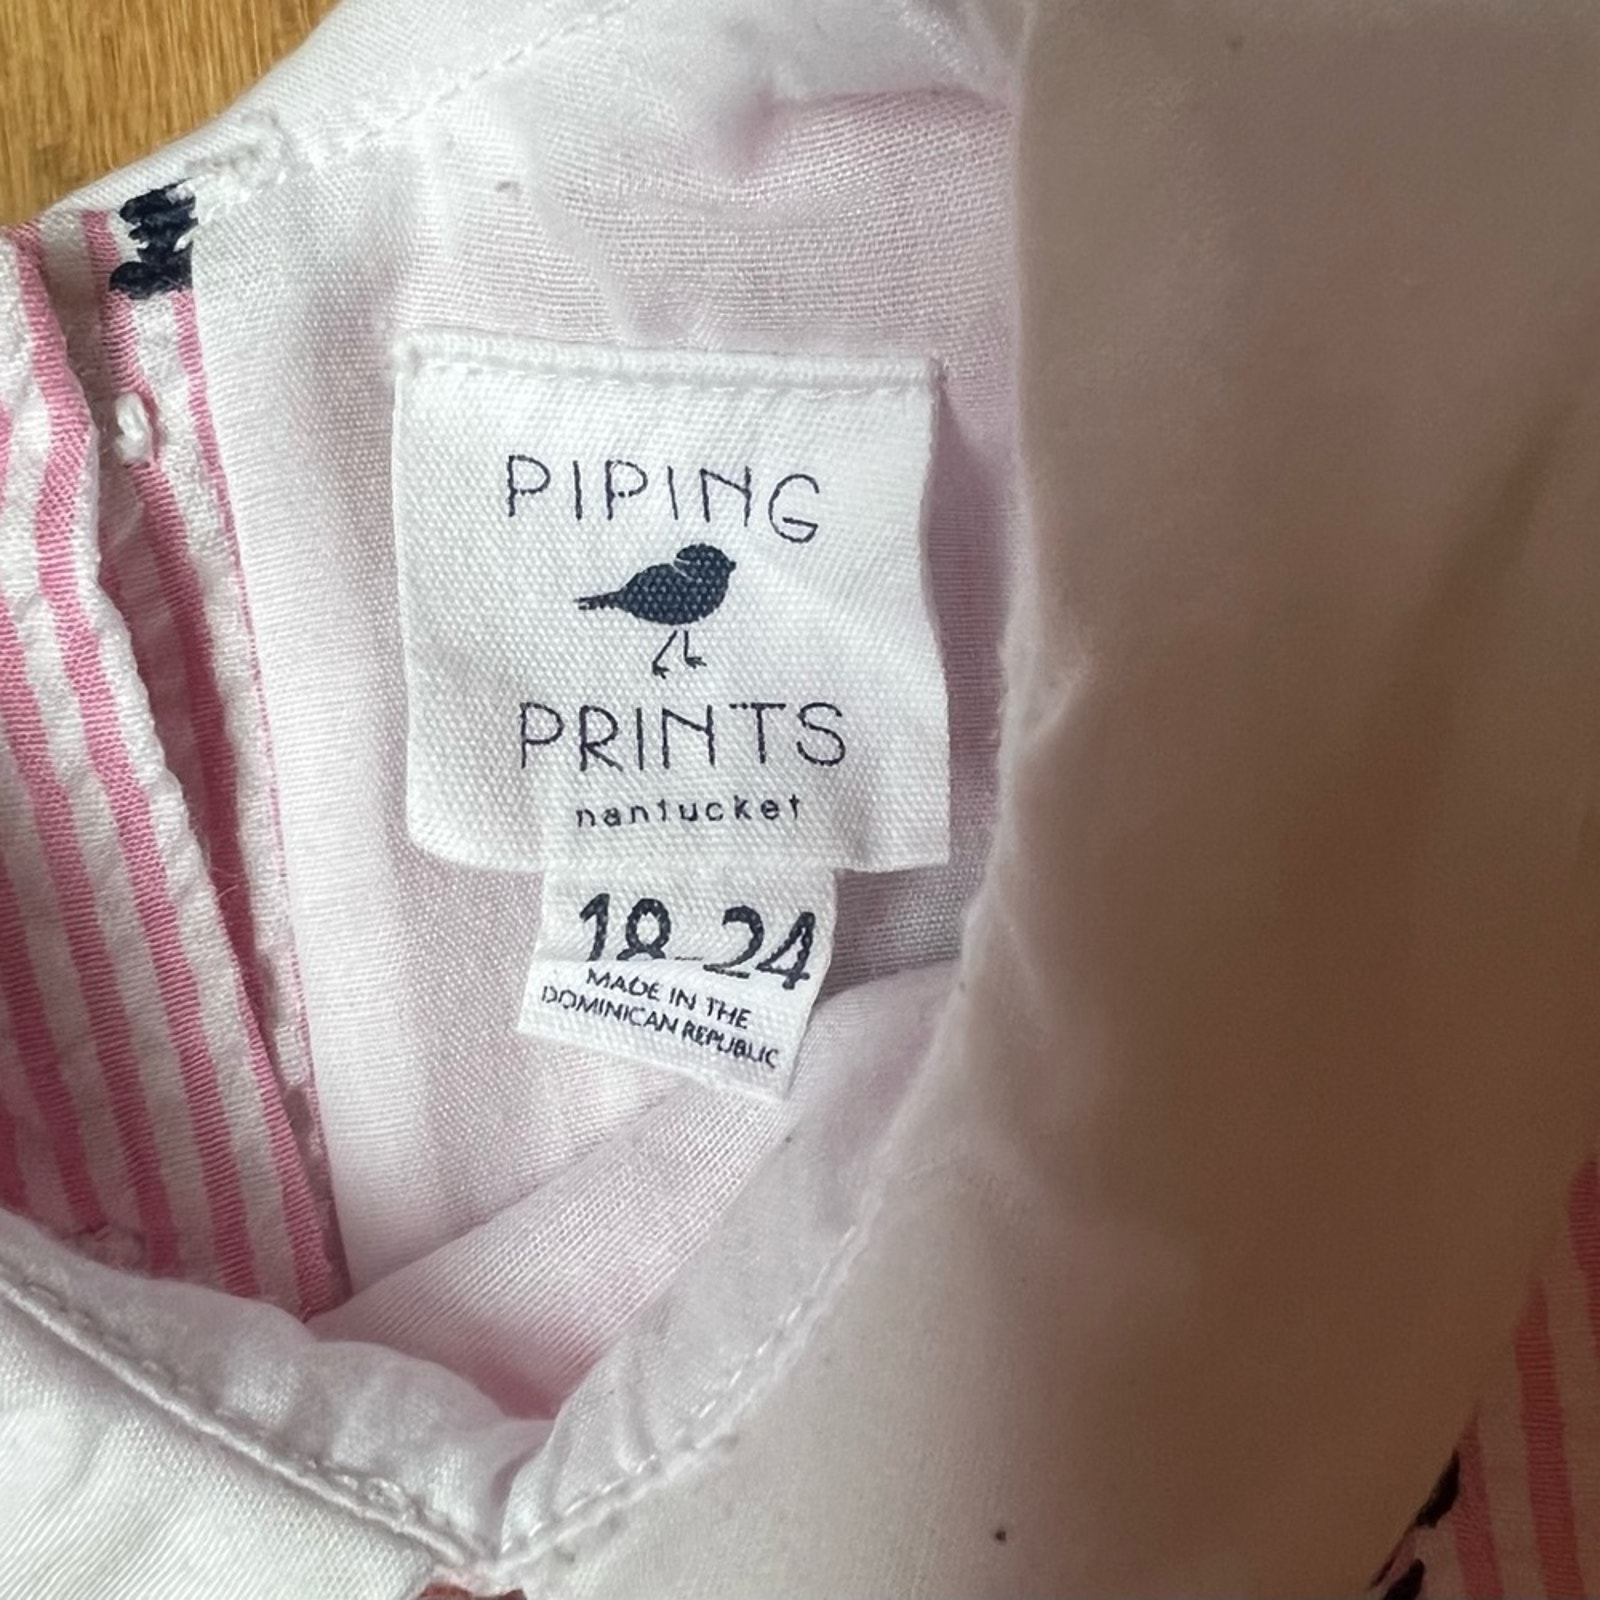 PIPING
PRINTS
nantucket
18-24
MADE IN THE
DOMINICAN REPUBLIC